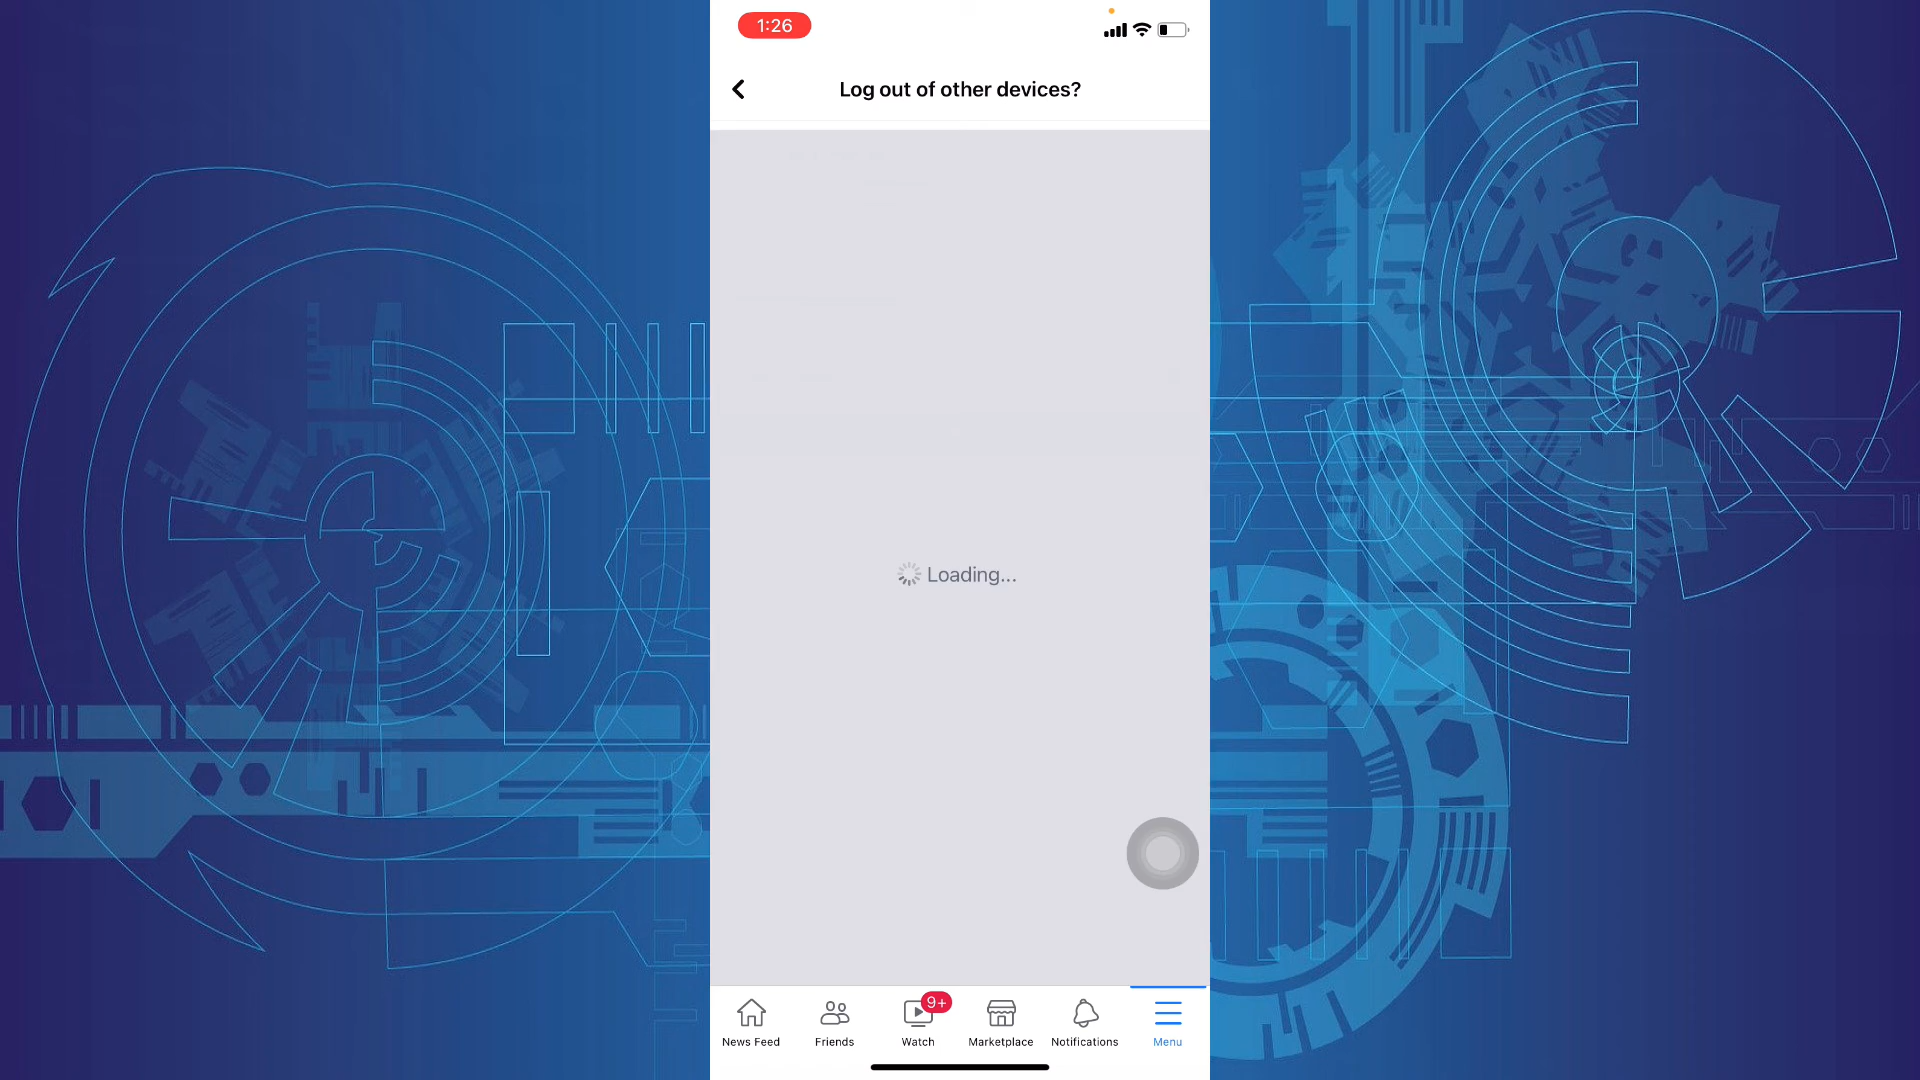 1:26
Log out of other devices?
Loading...
9+
News Feed
Friends
Watch
Marketplace
Notifications
Menu